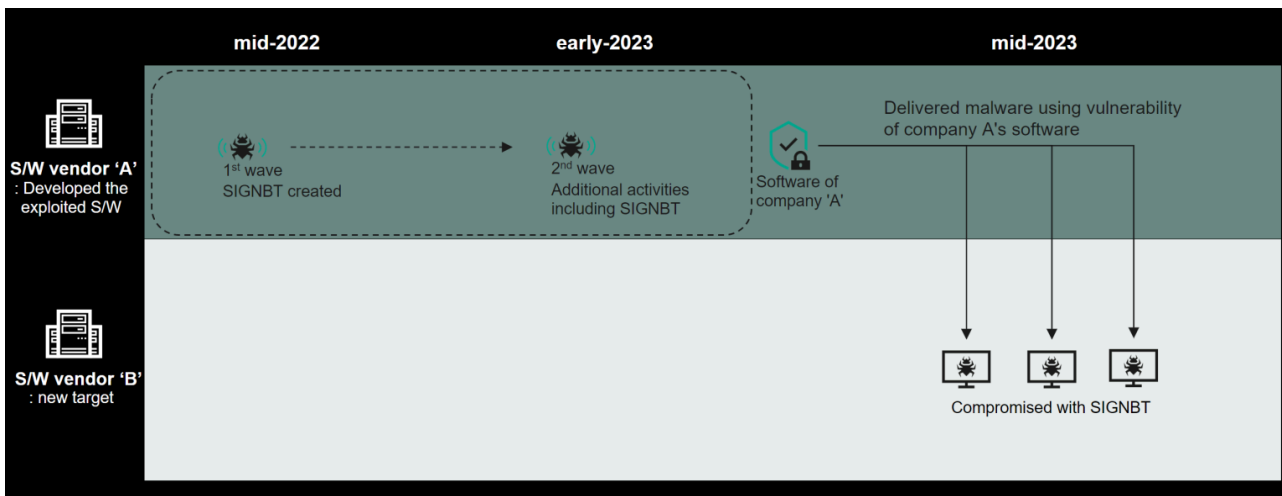 mid-2022
early-2023
mid-2023
S/W vendor ‘A’
: Developed the
exploited S/W
1st wave
SIGNBT created
2nd wave
Additional activities
including SIGNBT
Software of
company 'A'
Delivered malware using vulnerability
of company A's software
S/W vendor ‘B’
: new target
Compromised with SIGNBT